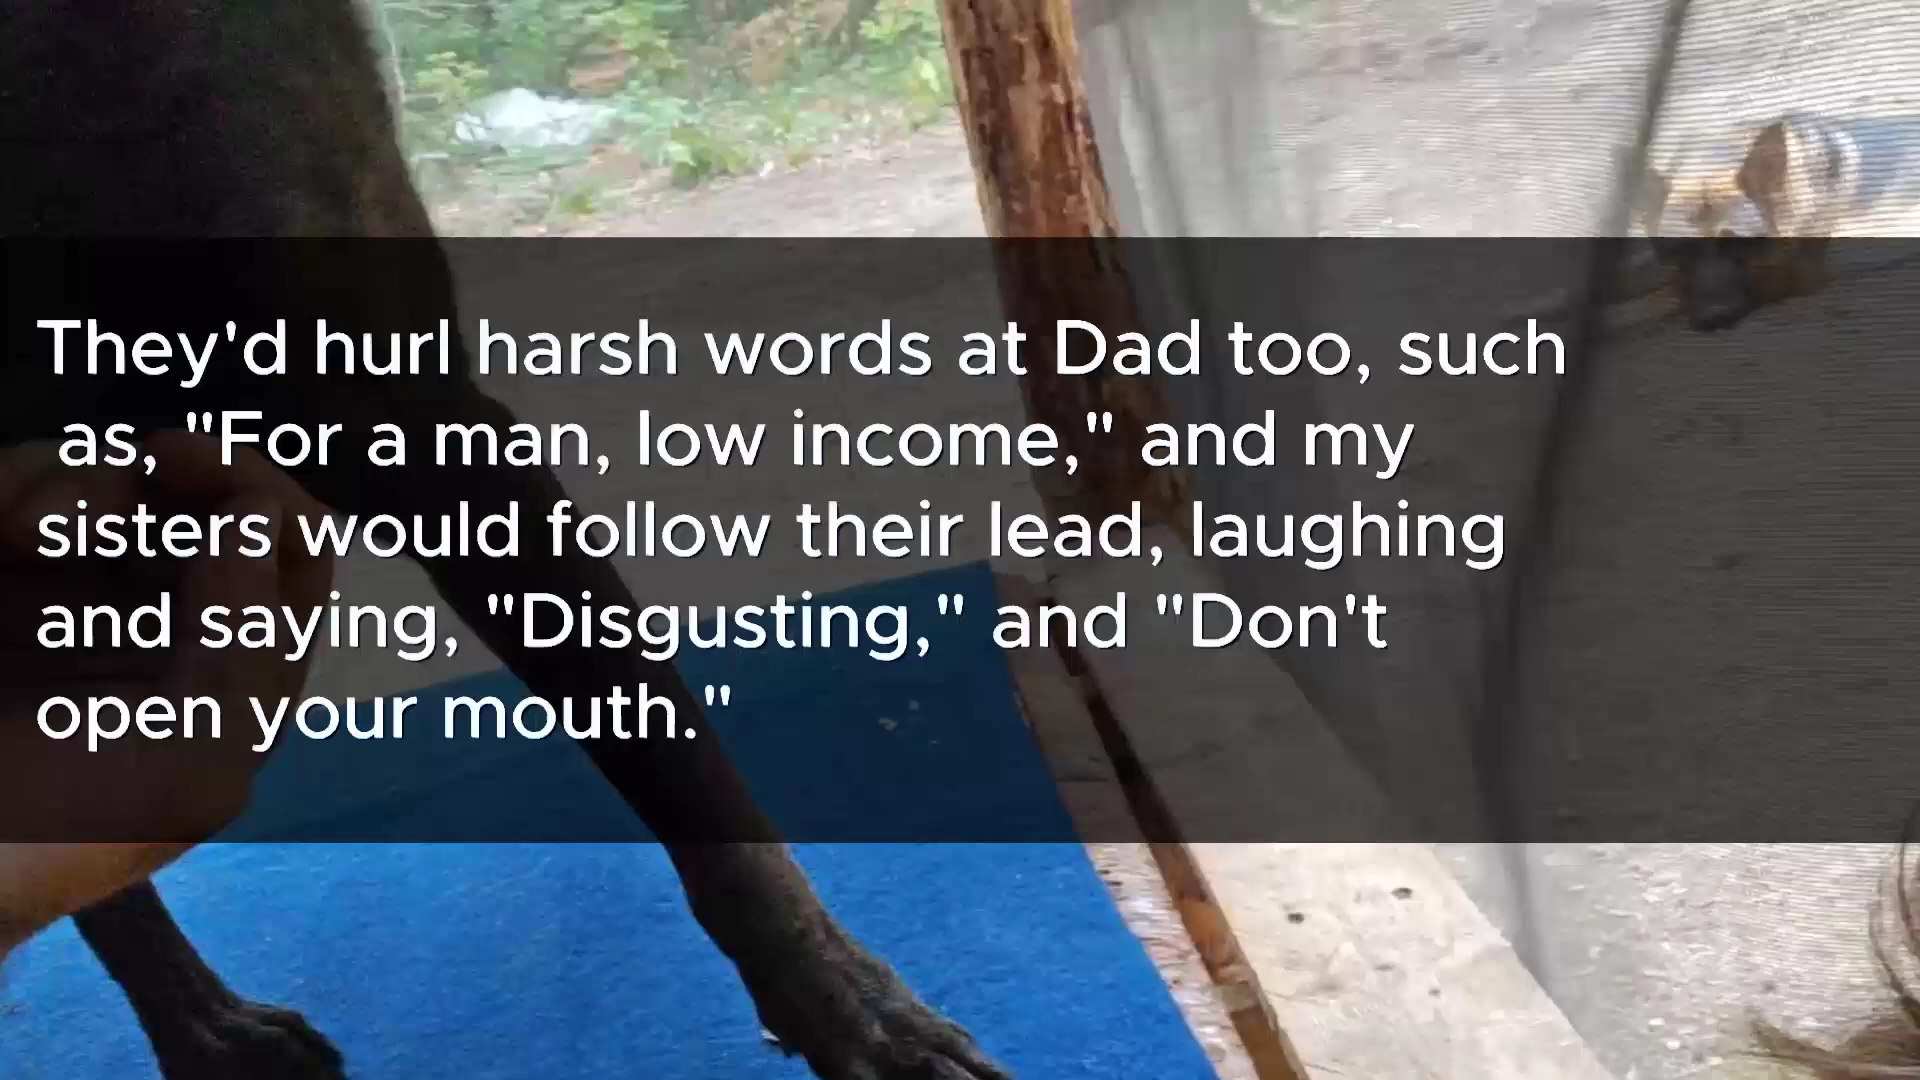 They'd hurl harsh words at Dad too, such
as, "For a man, low income," and my
sisters would follow their lead, laughing
and saying, "Disgusting," and "Don't
open your mouth."